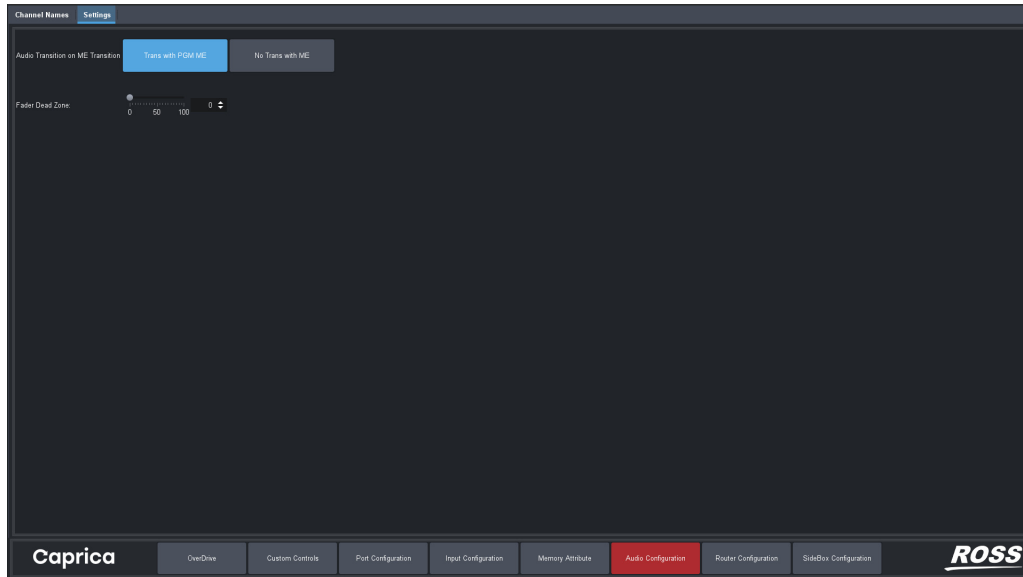 Channel Names Settings
Audio Transition on ME Transition Trans with PGM ME No Trans with ME
Fader Dead Zone: 0
0 50 100
Caprica OverDrive Custom Controls Port Configuration Input Configuration Memory Attribute Audio Configuration Router Configuration SideBox Configuration ROSS